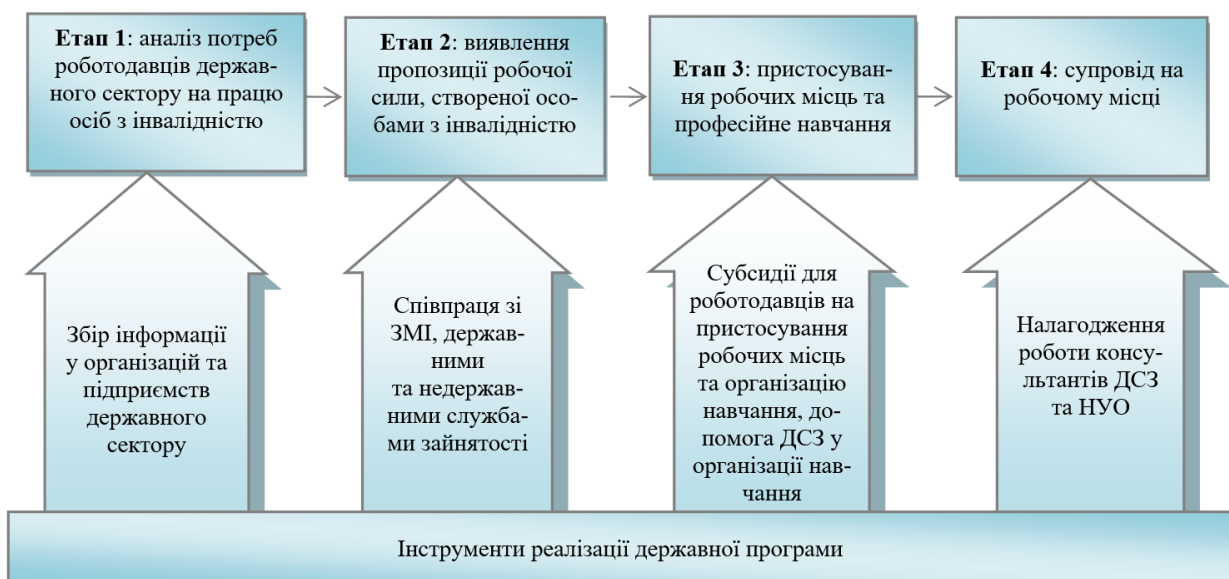 Етап 1: аналіз потреб
роботодавців держав-
ного сектору на працю
осіб з інвалідністю
Етап 2: виявлення
пропозиції робочої
сили, створеної осо-
бами з інвалідністю
Етап 3: пристосуван-
ня робочих місць та
професійне навчання
Етап 4: супровід на
робочому місці
Збір інформації
у організацій та
підприємств
державного
сектору
Співпраця зі
ЗМІ, держав-
ними
та недержав-
ними служба-
ми зайнятості
Субсидії для
роботодавців на
пристосування
робочих місць
та організацію
навчання, до-
помога ДСЗ у
організації нав-
чання
Налагодження
роботи консу-
льтантів ДСЗ
та НУО
Інструменти реалізації державної програми